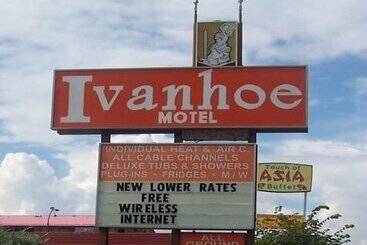 Ivanhoe
MOTEL
INDIVIDUAL HEAT & AIR C.
ALL CABLE CHANNELS
DELUXE TUBS & SHOWERS
PLUG-INS • FRIDGES • M/W
NEW LOWER RATES
FREE
WIRELESS
INTERNET
ALL
Touch of
ASIA
Buffet